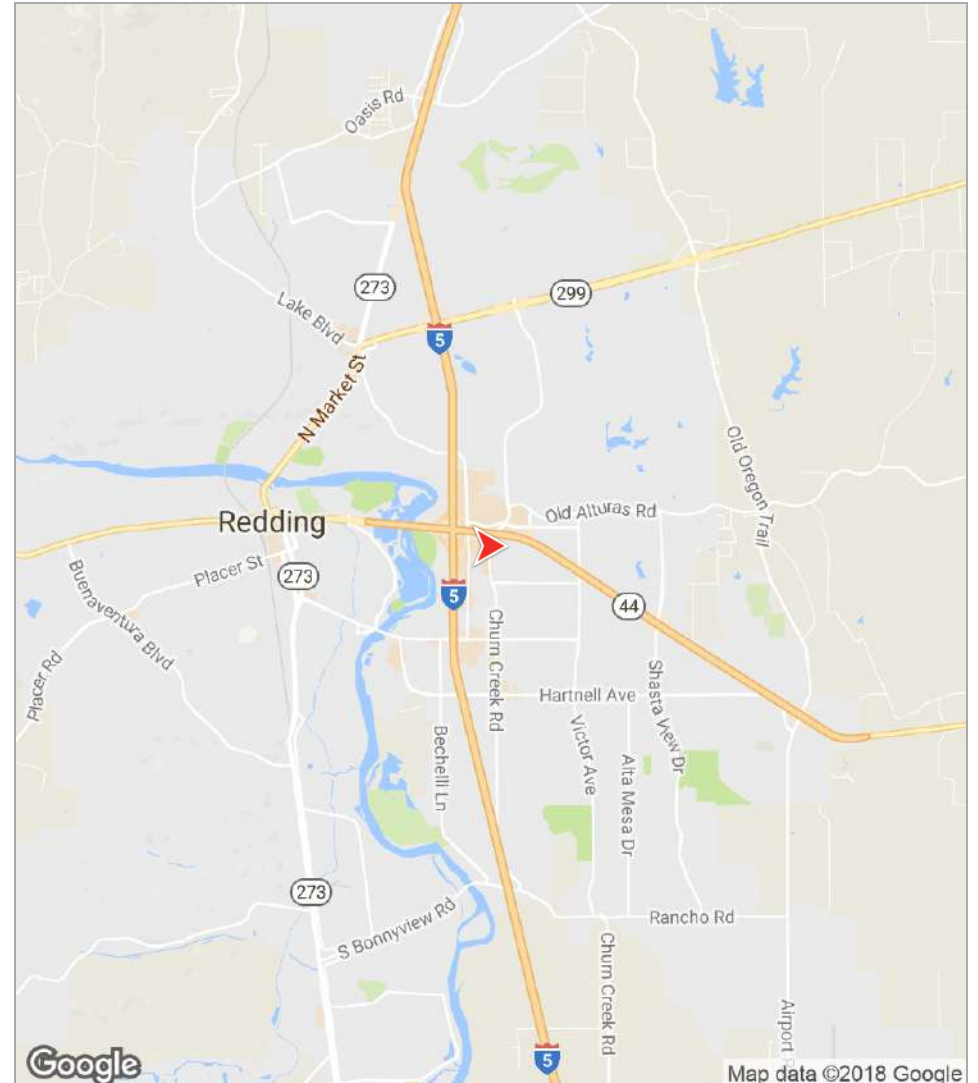 Oasis Rd
273
299
Lake Blvd
5
N Market St
Old Oregon Trail
Redding
Old Alturas Rd
Placer St
273
5
44
Buenaventura Blvd
Churn Creek Rd
Placer Rd
Hartnell Ave
Shasta View Dr
Bechelli Ln
Victor Ave
Alta Mesa Dr
273
S Bonnyview Rd
Rancho Rd
Churn Creek Rd
Airport
5
Google
Map data ©2018 Google